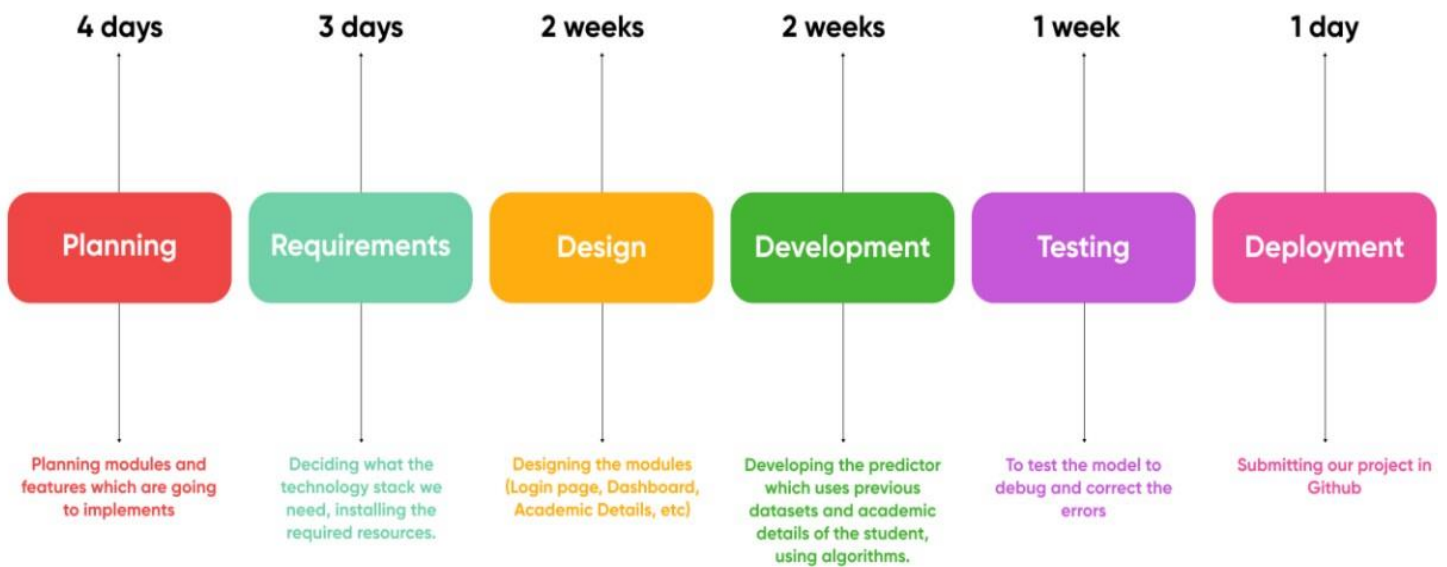 4 days
3 days
2 weeks
2 weeks
1 week
1 day
Planning
Requirements
Design
Development
Testing
Deployment
Planning modules and
features which are going
to implements
Deciding what the
technology stack we
need, installing the
required resources.
Designing the modules
(Login page, Dashboard,
Academic Details, etc)
Developing the predictor
which uses previous
datasets and academic
details of the student,
using algorithms.
To test the model to
debug and correct the
errors
Submitting our project in
Github